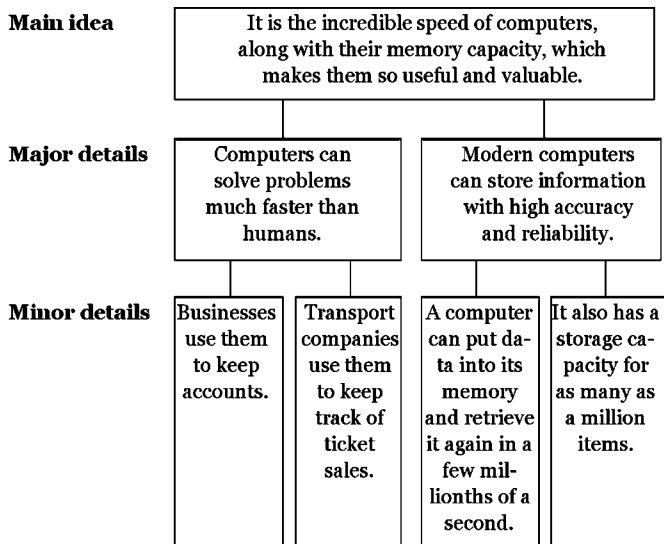 Main idea
It is the incredible speed of computers,
along with their memory capacity, which
makes them so useful and valuable.
Major details
Computers can
solve problems
much faster than
humans.
Modern computers
can store information
with high accuracy
and reliability.
Minor details
Businesses
use them
to keep
accounts.
Transport
companies
use them
to keep
track of
ticket
sales.
A computer
can put da-
ta into its
memory
and retrieve
it again in a
few mil-
lionths of a
second.
It also has a
storage ca-
pacity for
as many as
a million
items.